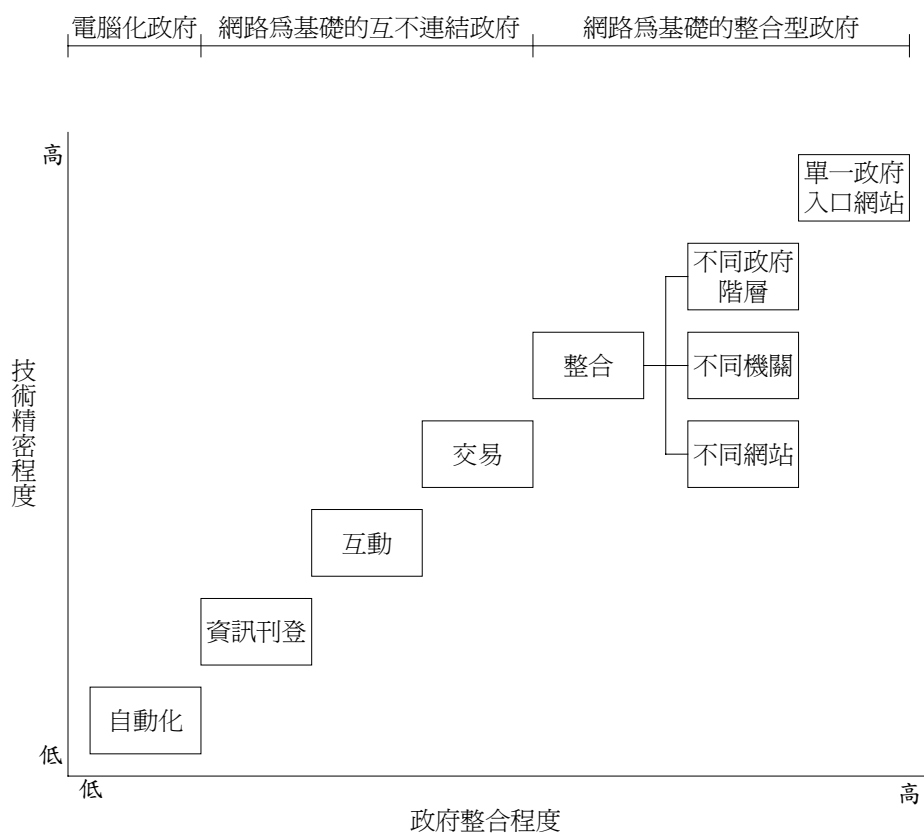 電腦化政府
網路爲基礎的互不連結政府
網路爲基礎的整合型政府
高
單一政府
入口網站
不同政府
階層
整合
不同機關
技術精密程度
交易
不同網站
互動
資訊刊登
自動化
低
低
高
政府整合程度